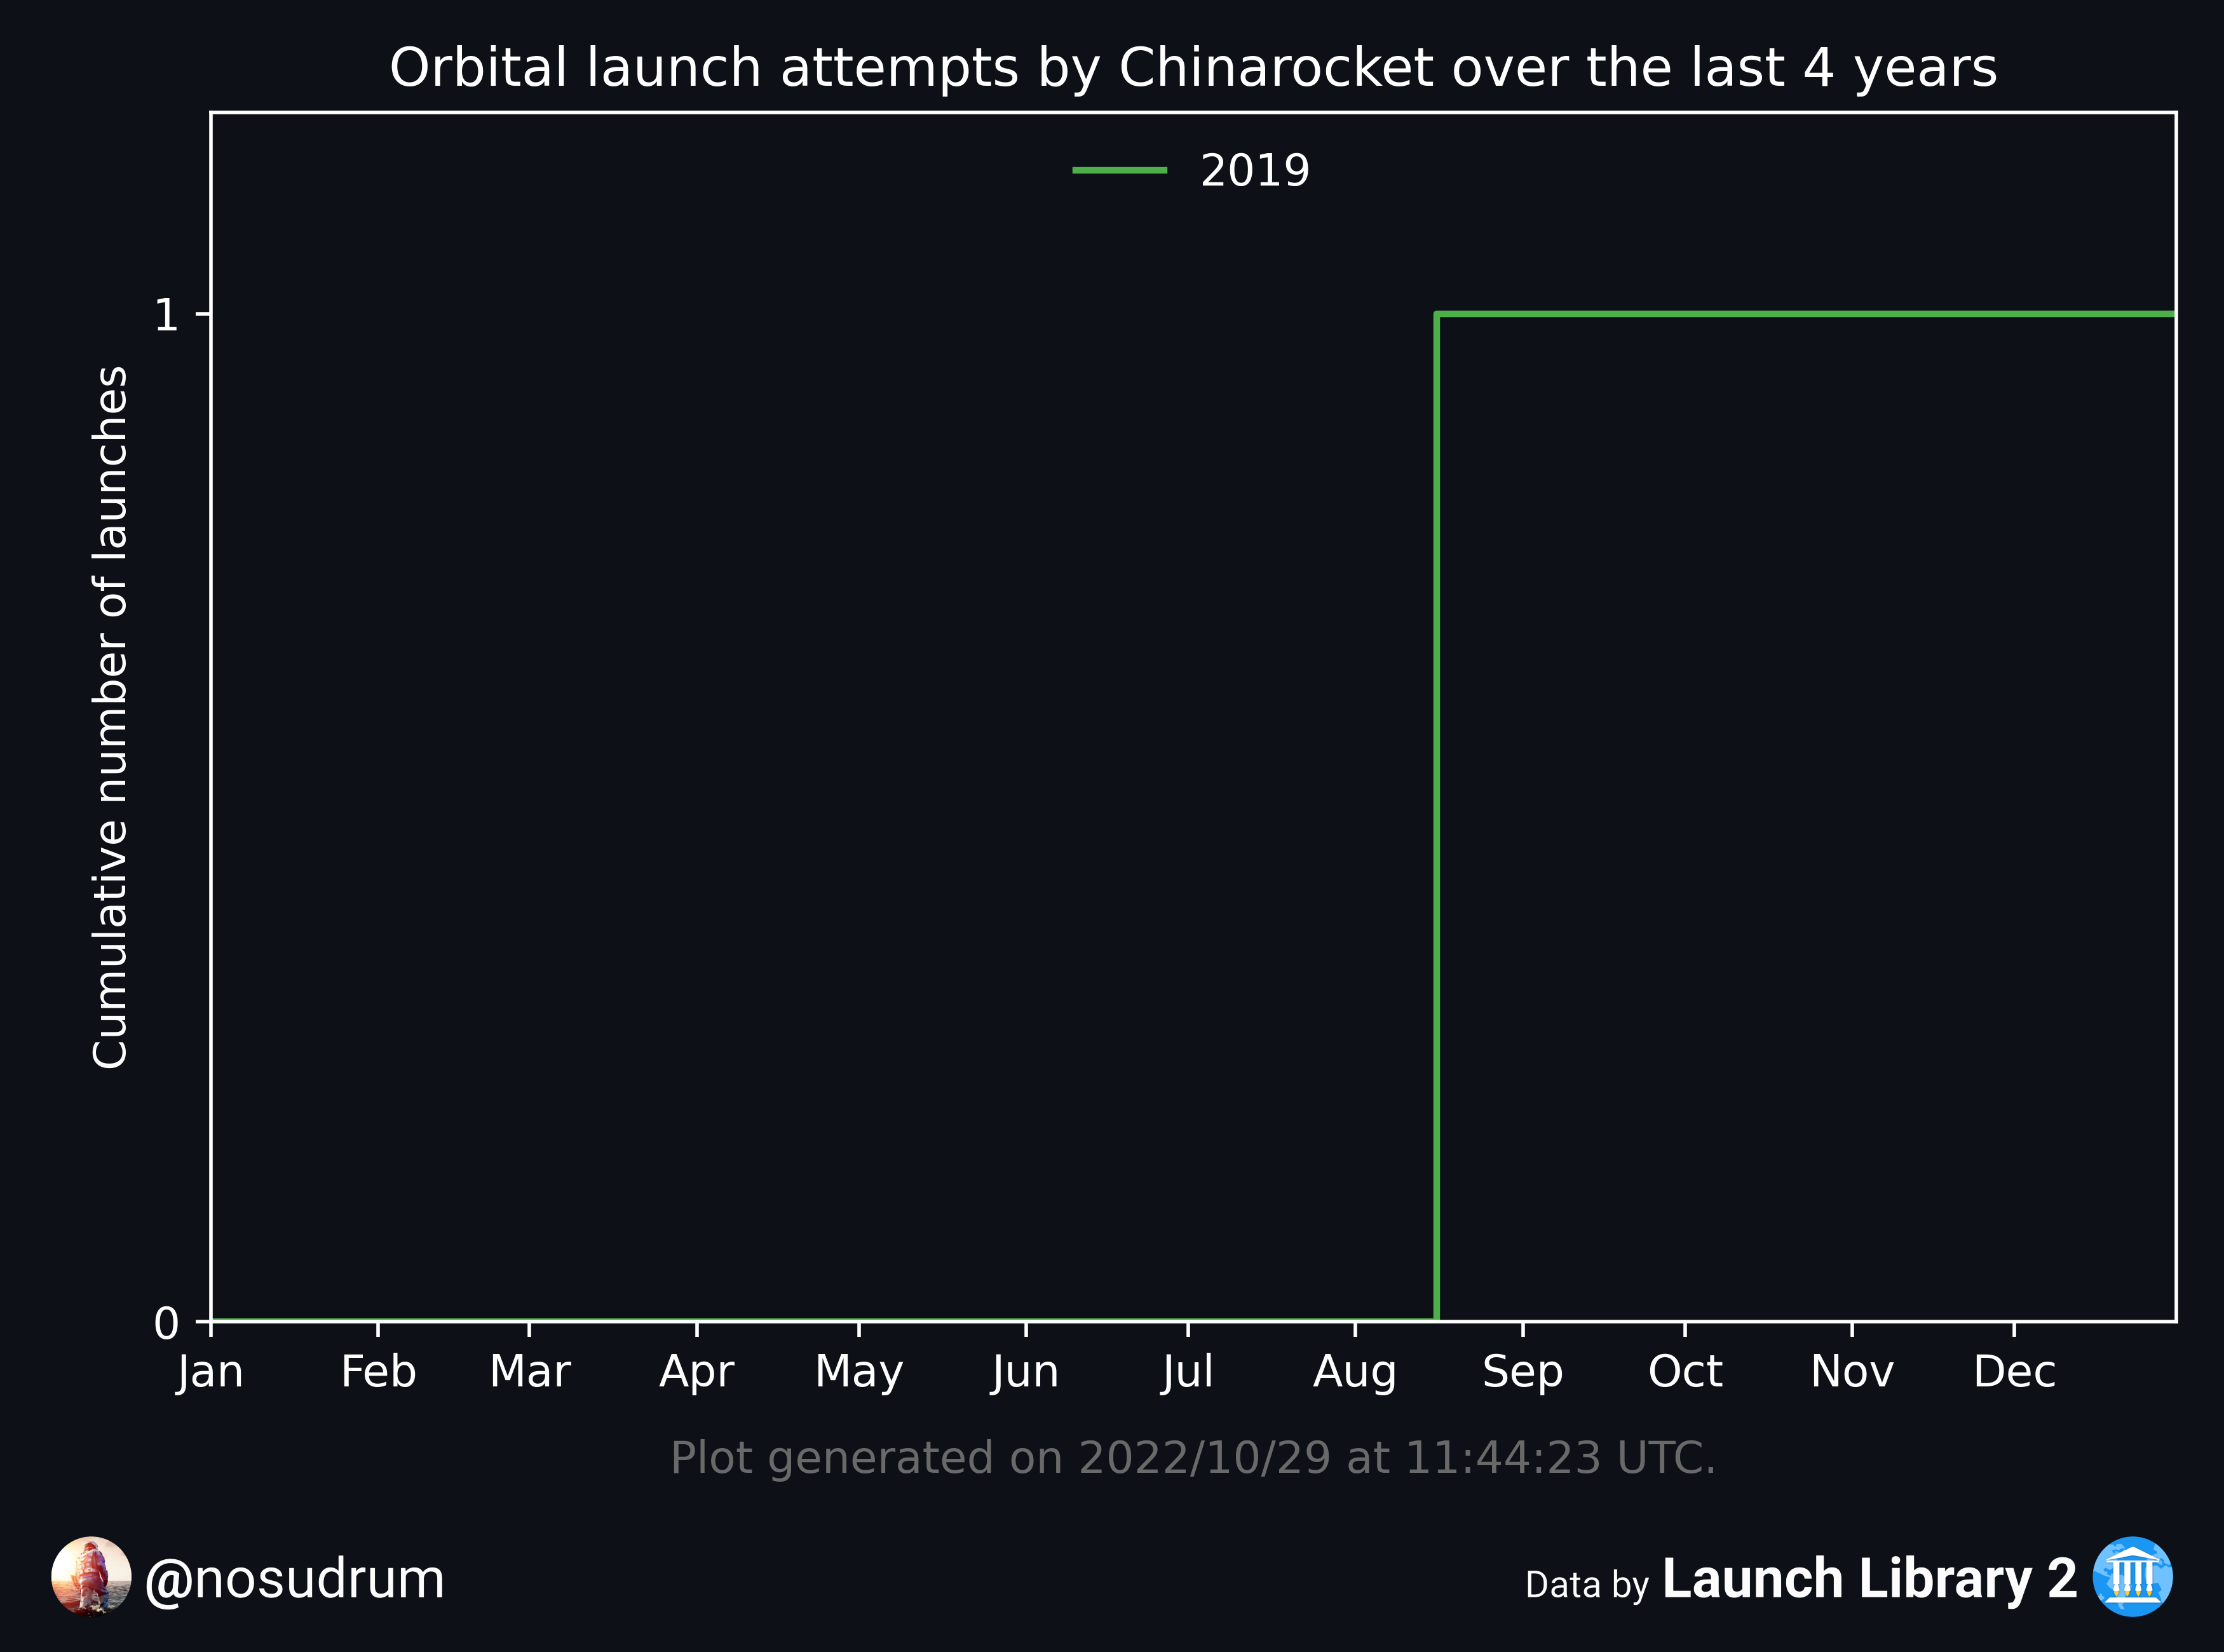 Orbital launch attempts by Chinarocket over the last 4 years
2019
1
Cumulative number of launches
0
Jan Feb Mar Apr May Jun Jul Aug Sep Oct Nov Dec
Plot generated on 2022/10/29 at 11:44:23 UTC.
@nosudrum
Data by Launch Library 2